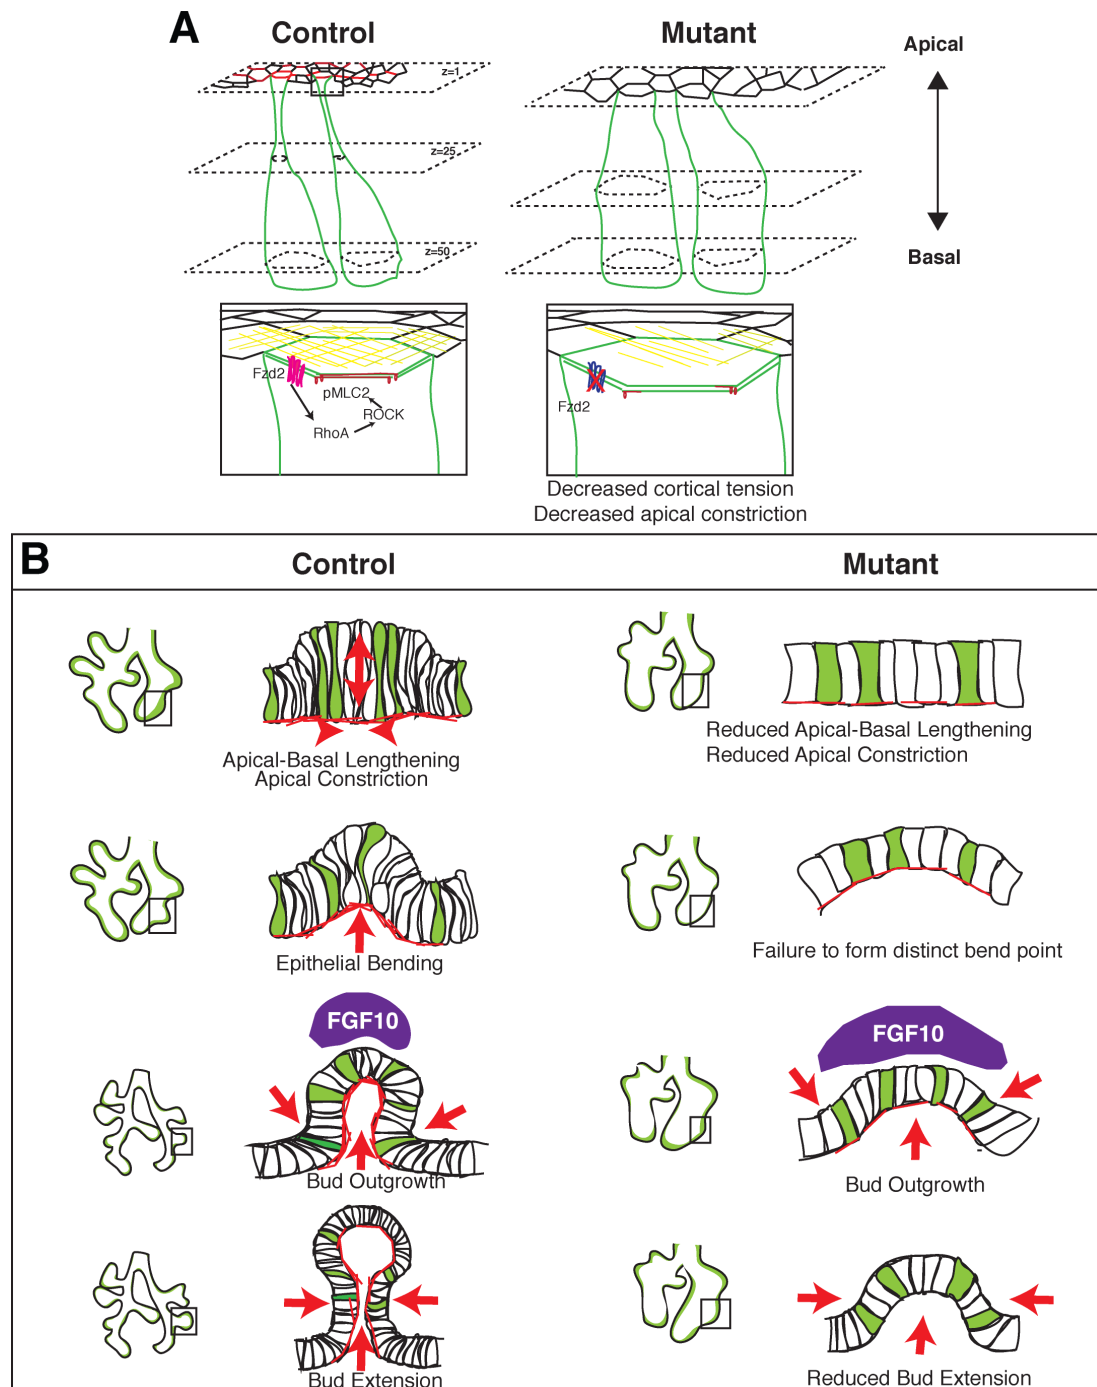 A
Control
Mutant
Apical
z=1
z=25
z=50
Basal
Fzd2
pMLC2
ROCK
RhoA
Fzd2
Decreased cortical tension
Decreased apical constriction
B
Control
Mutant
Apical-Basal Lengthening
Apical Constriction
Reduced Apical-Basal Lengthening
Reduced Apical Constriction
Epithelial Bending
Failure to form distinct bend point
FGF10
FGF10
Bud Outgrowth
Bud Outgrowth
Bud Extension
Reduced Bud Extension